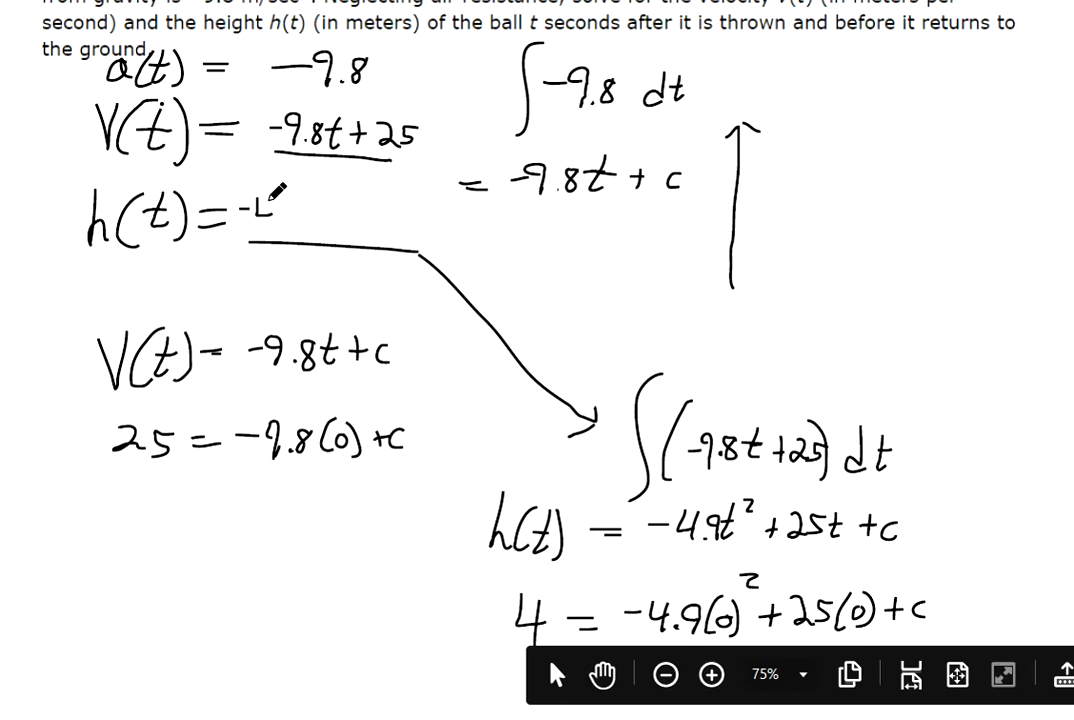 second) and the height h(t) (in meters) of the ball t seconds after it is thrown and before it returns to
the ground.
a(t) = -9.8
∫-9.8 dt
V(t) = -9.8t + 25
= -9.8t + c
h(t) = -
V(t) = -9.8t + c
25 = -9.8(0) + c
∫(-9.8t + 25) dt
h(t) = -4.9t² + 25t + c
4 = -4.9(0)² + 25(0) + c
75%